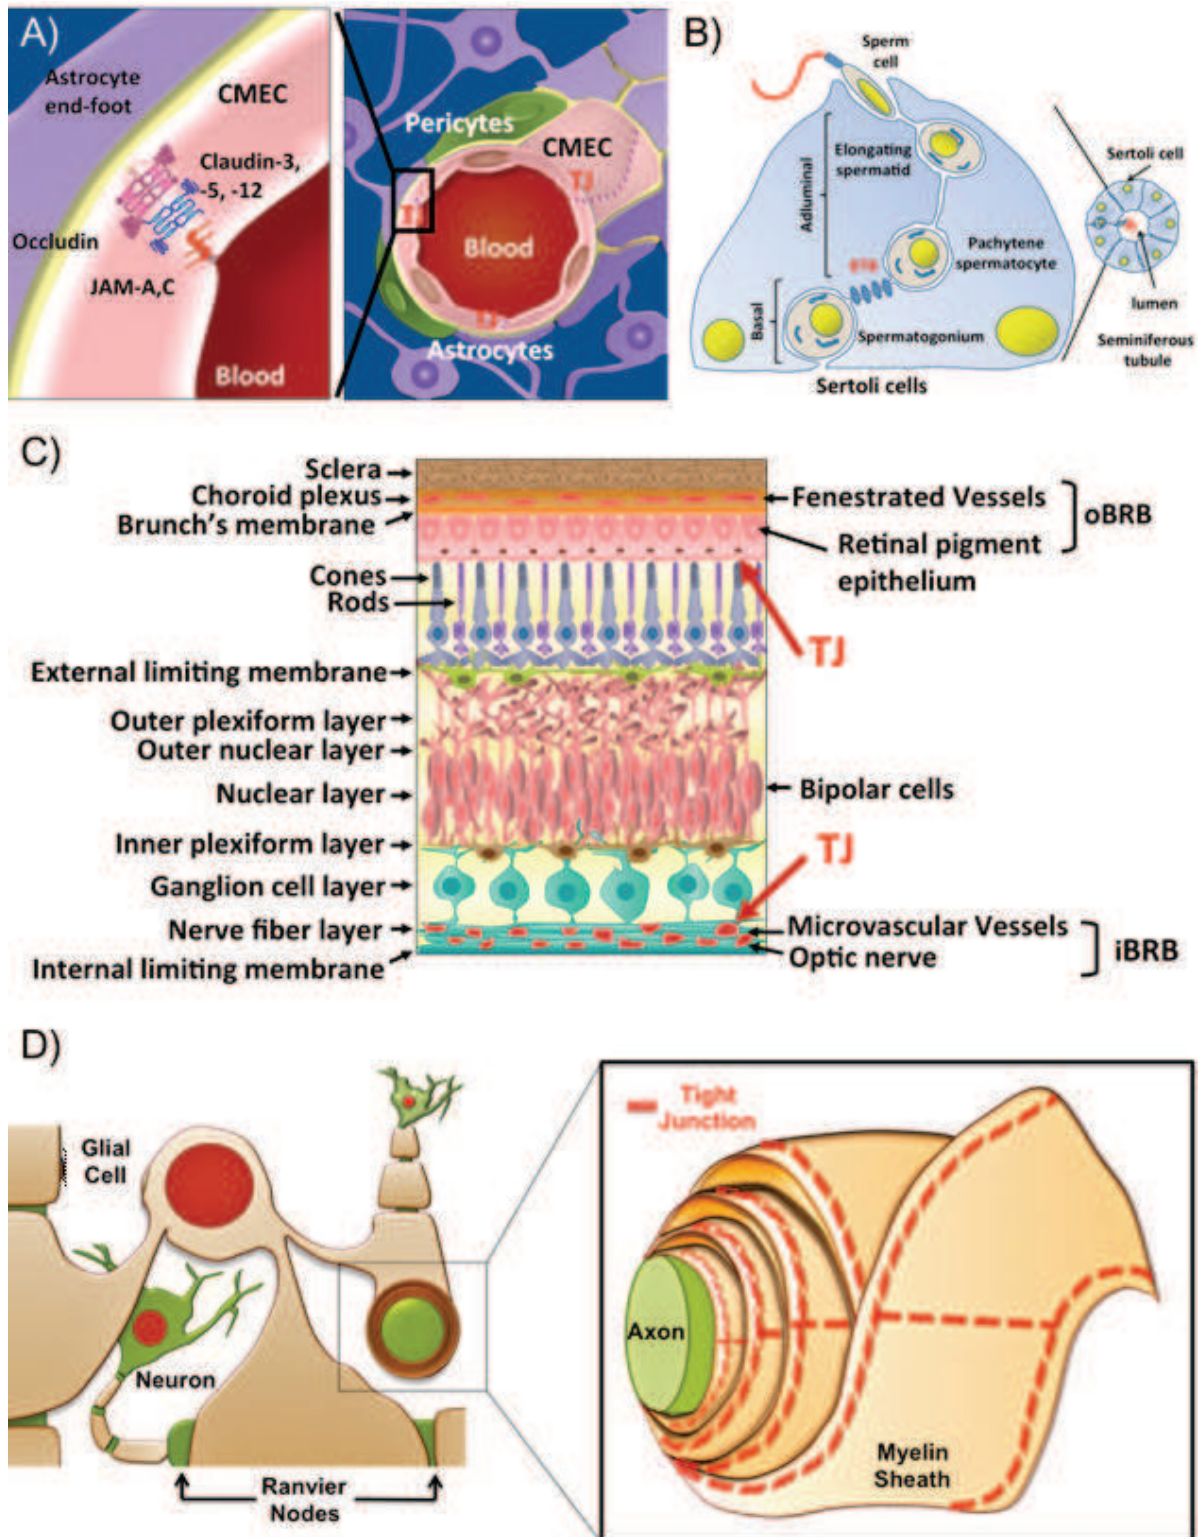 A)
Astrocyte
end-foot
CMEC
Claudin-3,
-5, -12
Occludin
JAM-A,C
Blood
Pericytes
CMEC
TJ
TJ
Blood
TJ
Astrocytes
B)
Sperm
cell
Elongating
spermatid
Adluminal
Pachytene
spermatocyte
Basal
Spermatogonium
Sertoli cells
Sertoli cell
lumen
Seminiferous
tubule
C)
Sclera
Choroid plexus
Brunch's membrane
Cones
Rods
External limiting membrane
Outer plexiform layer
Outer nuclear layer
Nuclear layer
Inner plexiform layer
Ganglion cell layer
Nerve fiber layer
Internal limiting membrane
Fenestrated Vessels
oBRB
Retinal pigment
epithelium
TJ
Bipolar cells
TJ
Microvascular Vessels
Optic nerve
iBRB
D)
Glial
Cell
Neuron
Ranvier
Nodes
Tight
Junction
Axon
Myelin
Sheath